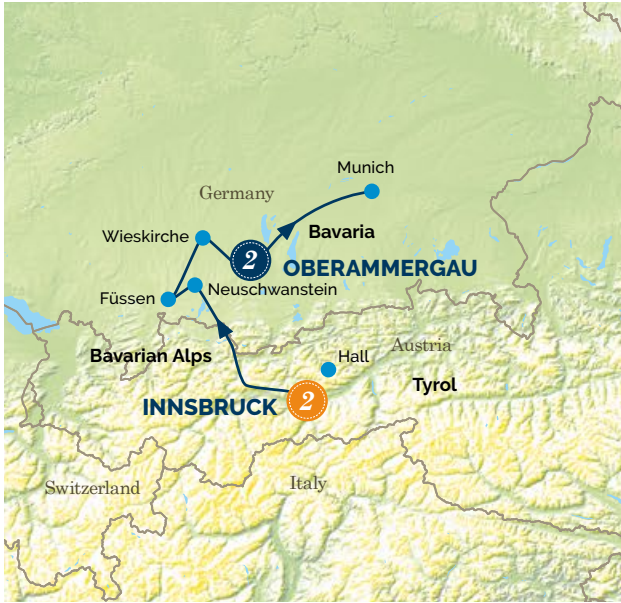 Munich
Germany
Wieskirche
Bavaria
2
OBERAMMERGAU
Neuschwanstein
Füssen
Bavarian Alps
Hall
Austria
Tyrol
INNSBRUCK
2
Switzerland
Italy